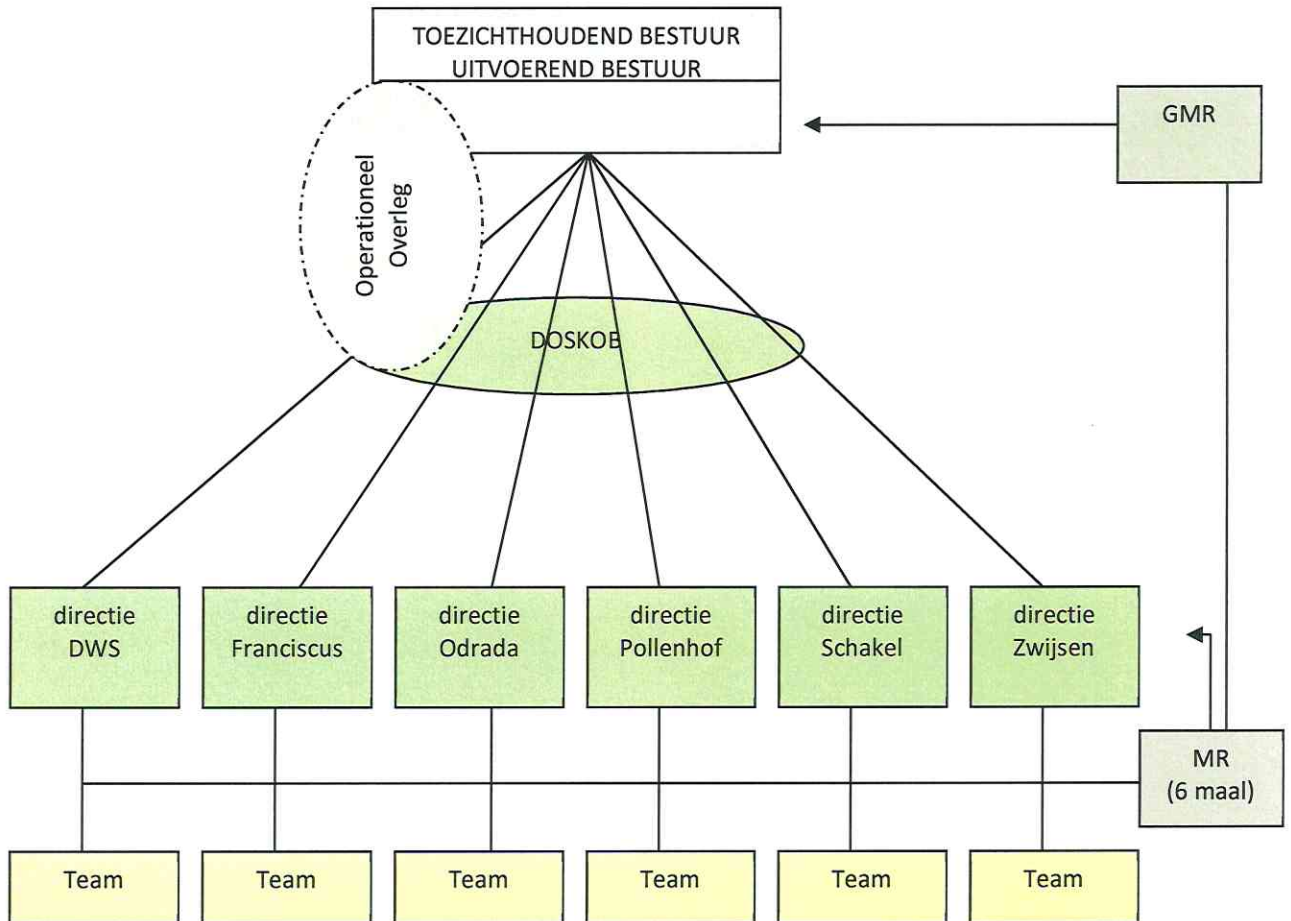 TOEZICHTHOUDEND BESTUUR
UITVOEREND BESTUUR
GMR
Operationeel
Overleg
DOSKOB
directie
DWS
directie
Franciscus
directie
Odrada
directie
Pollenhof
directie
Schakel
directie
Zwijsen
MR
(6 maal)
Team
Team
Team
Team
Team
Team